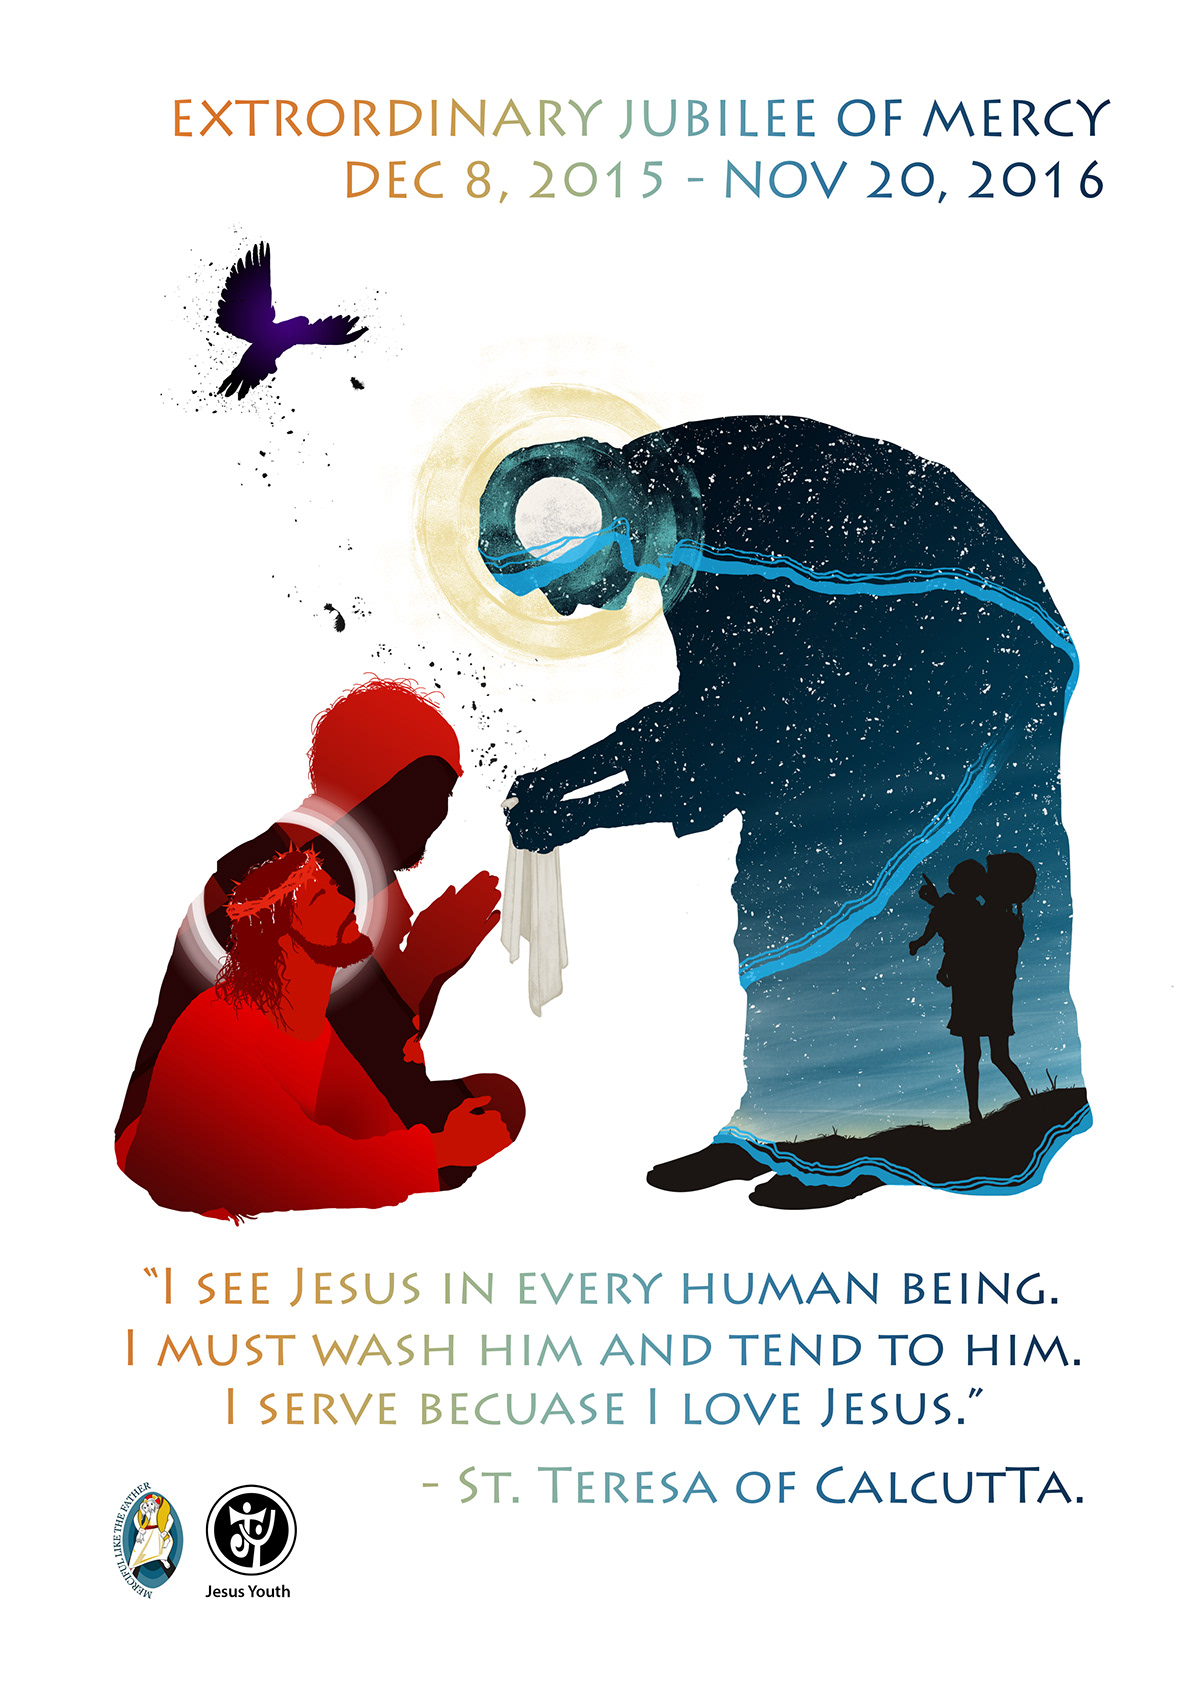 EXTRORDINARY JUBILEE OF MERCY
DEC 8, 2015 - NOV 20, 2016
“I SEE JESUS IN EVERY HUMAN BEING.
I MUST WASH HIM AND TEND TO HIM.
I SERVE BECUASE I LOVE JESUS.”
- ST. TERESA OF CALCUTTA.
MERCIFUL LIKE THE FATHER
Jesus Youth